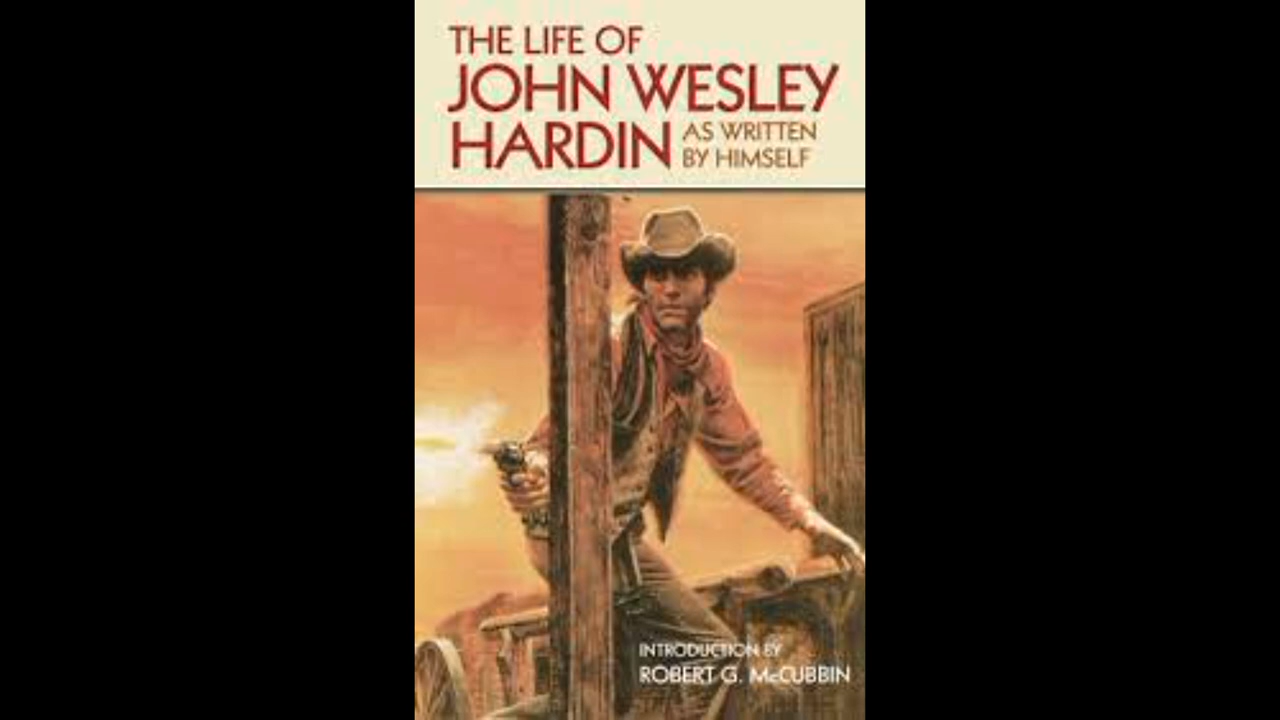 THE LIFE OF
JOHN WESLEY
HARDIN AS WRITTEN
BY HIMSELF
INTRODUCTION BY
ROBERT G. McCUBBIN